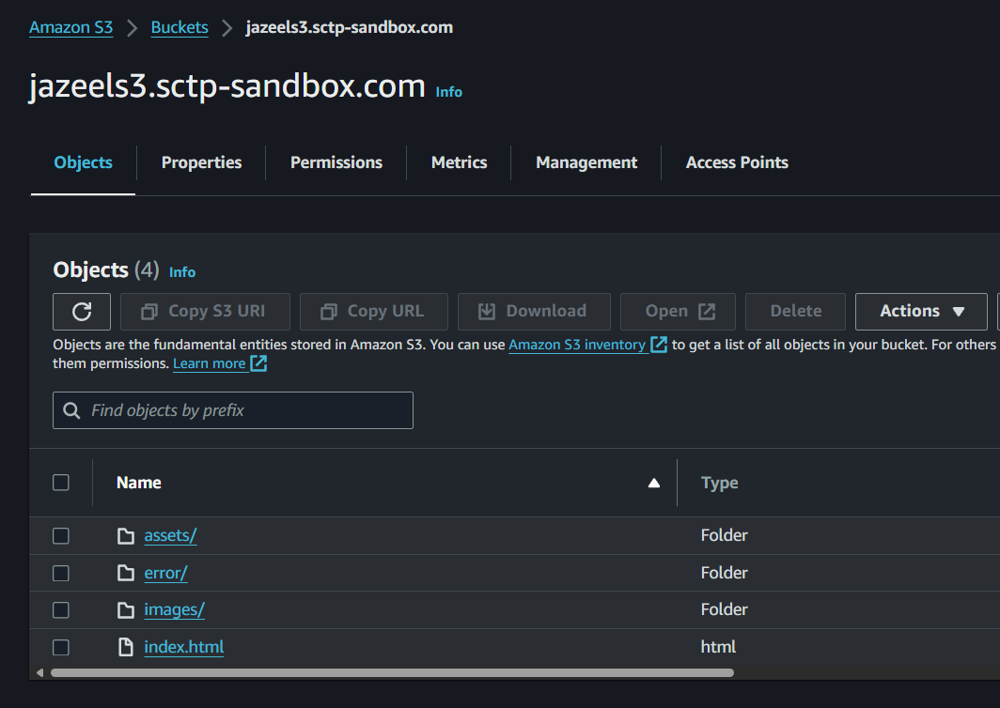 Amazon S3 > Buckets > jazeels3.sctp-sandbox.com
jazeels3.sctp-sandbox.com Info
Objects Properties Permissions Metrics Management Access Points
Objects (4) Info
Copy S3 URI Copy URL Download Open Delete Actions
Objects are the fundamental entities stored in Amazon S3. You can use Amazon S3 inventory to get a list of all objects in your bucket. For others
them permissions. Learn more
Find objects by prefix
Name Type
assets/ Folder
error/ Folder
images/ Folder
index.html html